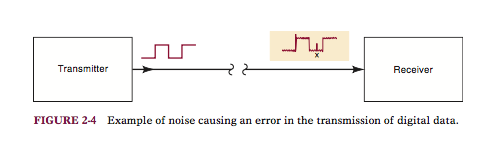 Transmitter
x
Receiver
FIGURE 2-4 Example of noise causing an error in the transmission of digital data.